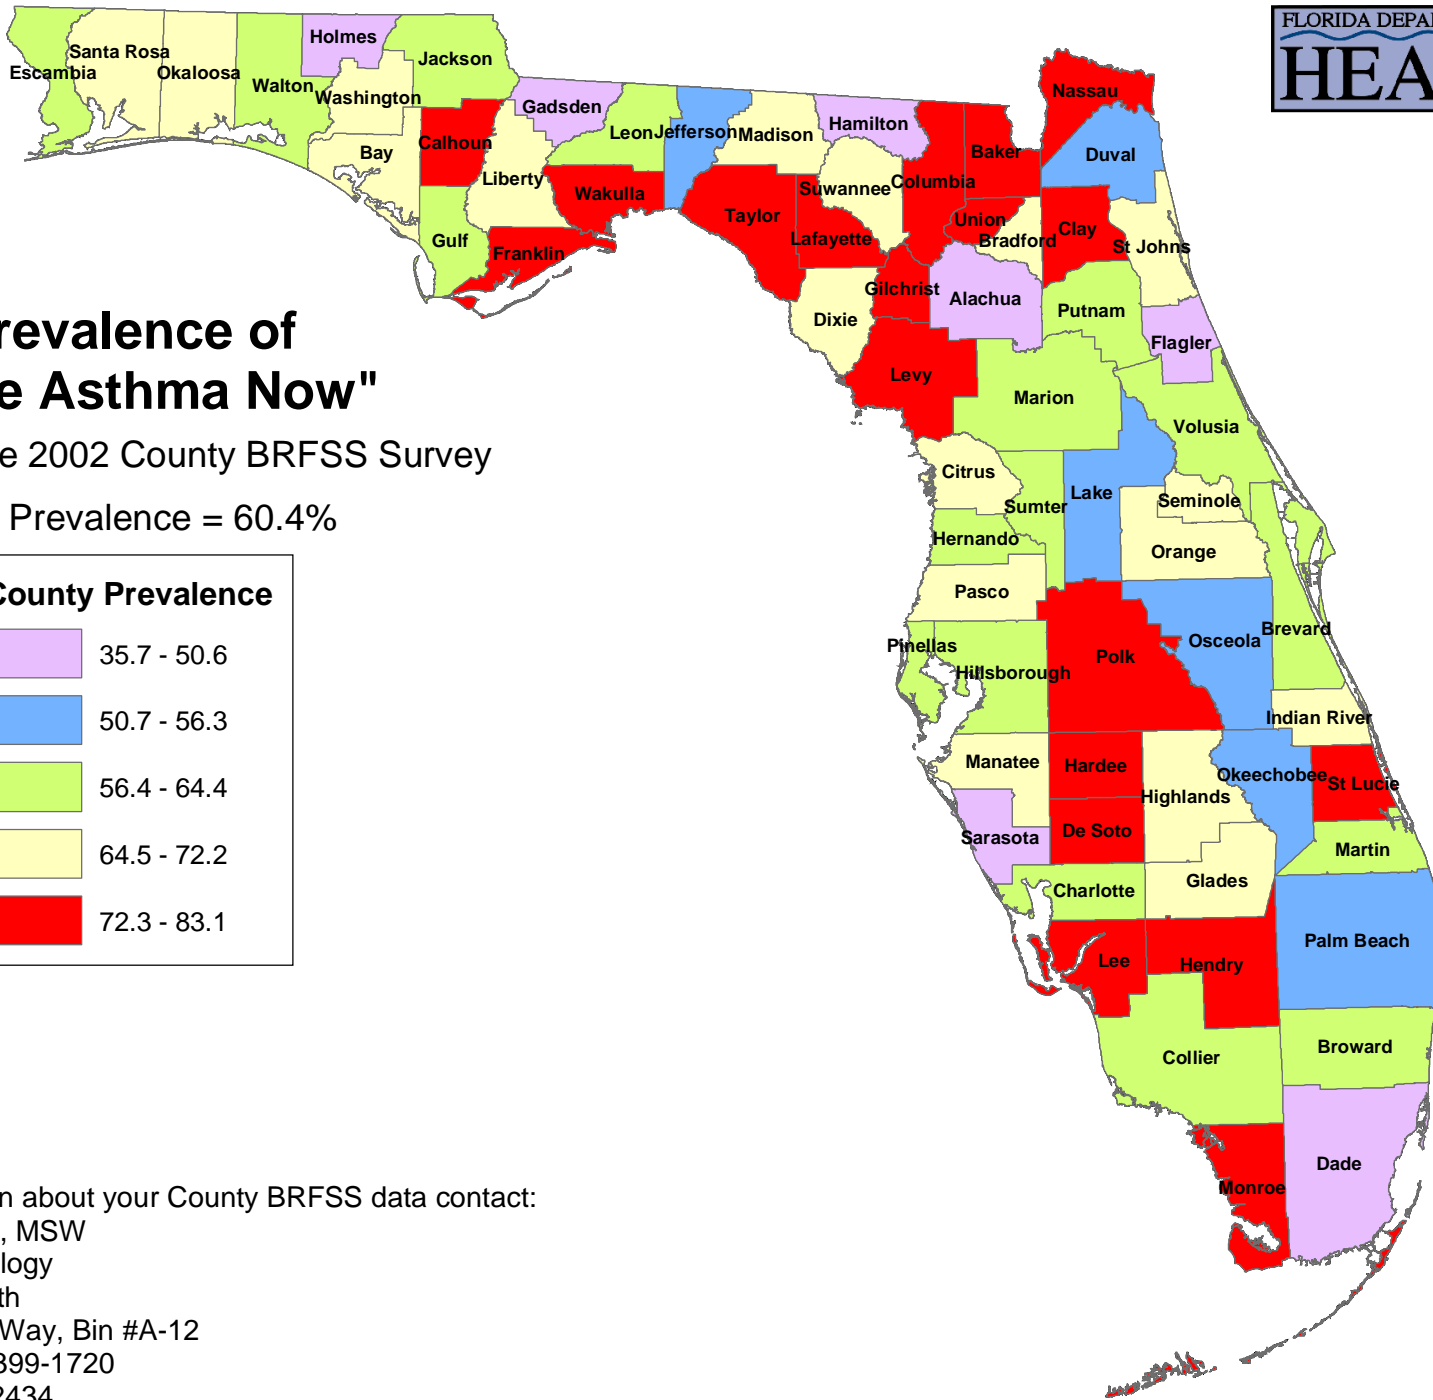 FLORIDA DEPA
HEA
Holmes
Santa Rosa
Jackson
Escambia
Okaloosa
Walton
Washington
Nassau
Gadsden
Leon
Jefferson
Madison
Hamilton
Calhoun
Bay
Baker
Duval
Liberty
Suwannee
Columbia
Wakulla
Taylor
Union
Clay
Lafayette
Bradford
St Johns
Gulf
Franklin
Gilchrist
Alachua
Putnam
Dixie
Flagler
Levy
Marion
Volusia
revalence of
e Asthma Now"
e 2002 County BRFSS Survey
Prevalence = 60.4%
Citrus
Lake
Seminole
Sumter
Hernando
Orange
Pasco
Brevard
Osceola
Pinellas
Polk
Hillsborough
Indian River
Manatee
Hardee
Okeechobee
St Lucie
Highlands
Sarasota
De Soto
Martin
Glades
Charlotte
Palm Beach
Lee
Hendry
Broward
Collier
Dade
Monroe
County Prevalence
35.7 - 50.6
50.7 - 56.3
56.4 - 64.4
64.5 - 72.2
72.3 - 83.1
n about your County BRFSS data contact:
, MSW
logy
th
Way, Bin #A-12
399-1720
2434